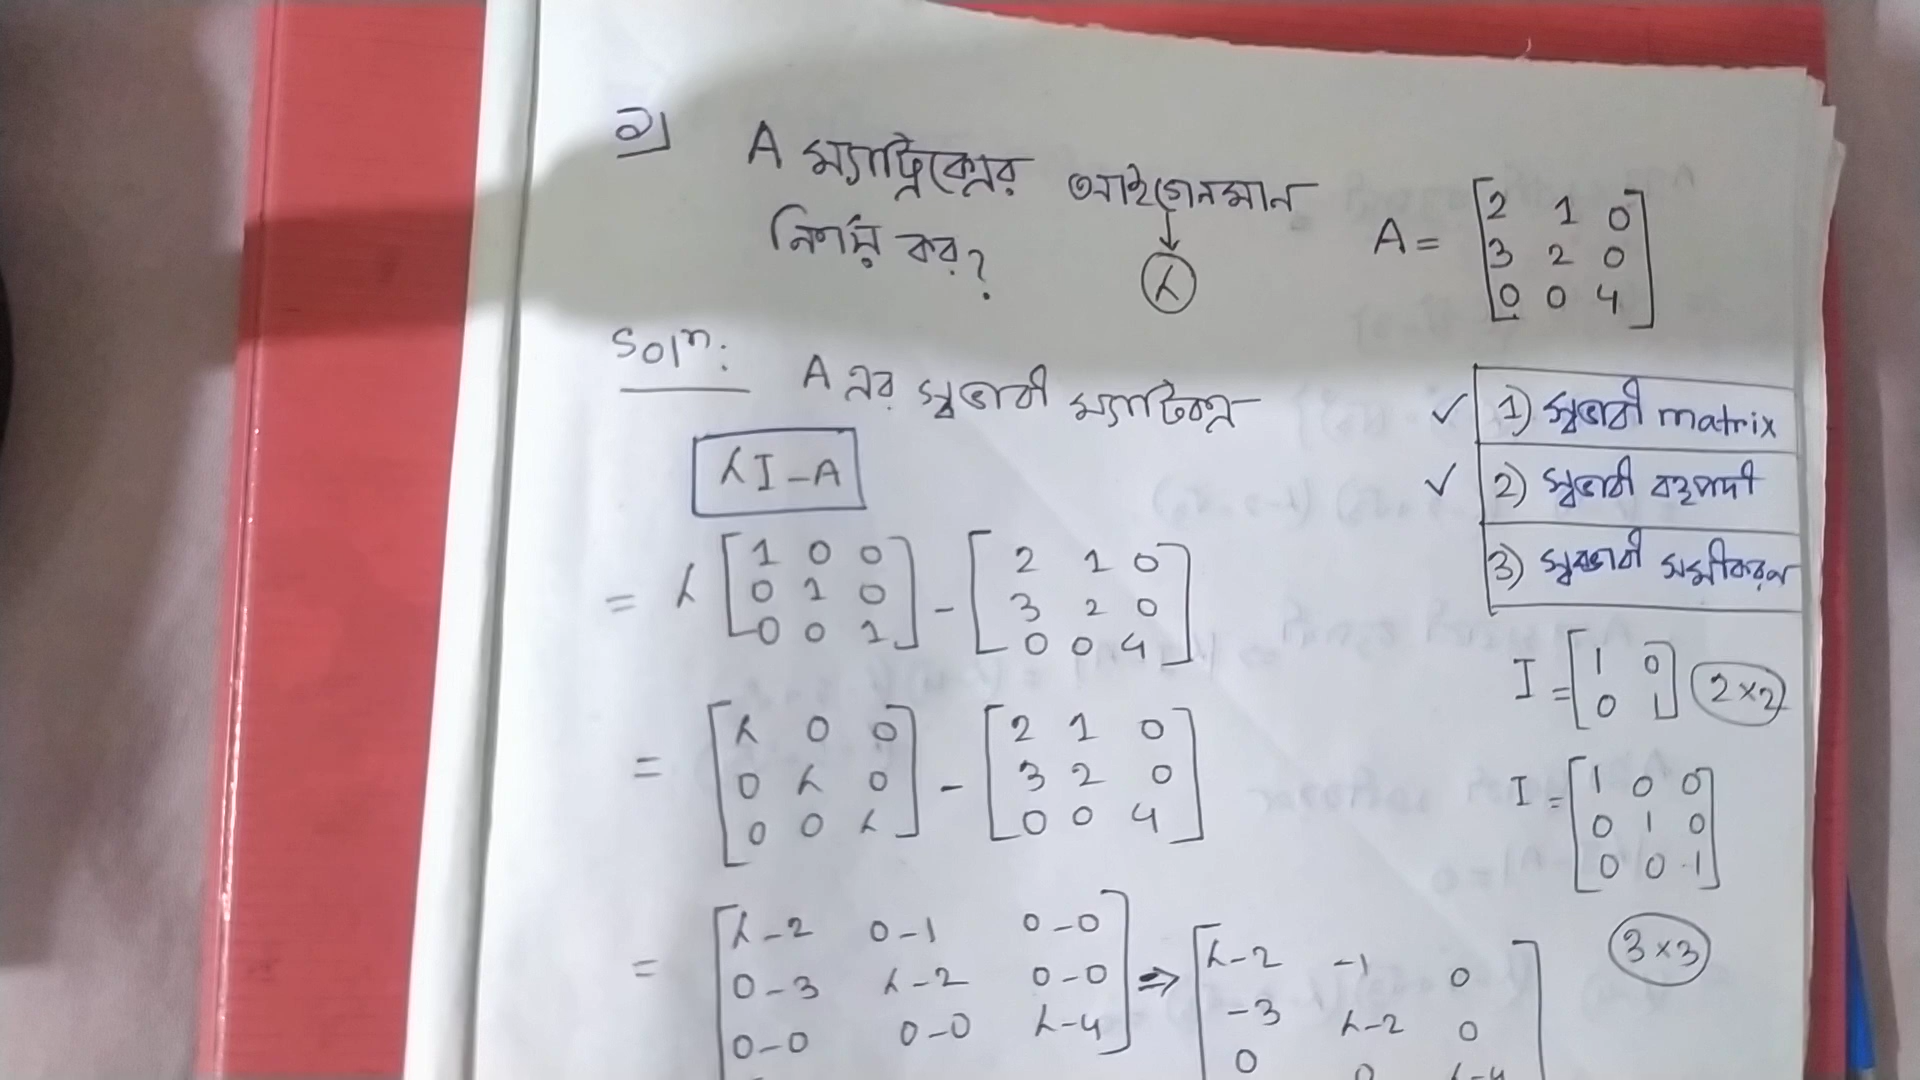 ২) A ম্যাট্রিক্সের আইগেনমান
নির্ণয় কর?
λ
A = [2 1 0
3 2 0
0 0 4]
Solⁿ:
A এর স্বভাবী ম্যাট্রিক্স
λI-A
✓ 1) স্বভাবী matrix
✓ 2) স্বভাবী বহুপদী
3) স্বভাবী সমীকরণ
= λ [1 0 0
0 1 0
0 0 1] - [2 1 0
3 2 0
0 0 4]
I = [1 0
0 1] 2×2
= [λ 0 0
0 λ 0
0 0 λ] - [2 1 0
3 2 0
0 0 4]
I = [1 0 0
0 1 0
0 0 1]
3×3
= [λ-2 0-1 0-0
0-3 λ-2 0-0
0-0 0-0 λ-4] ⇒ [λ-2 -1 0
-3 λ-2 0
0 0 λ-4